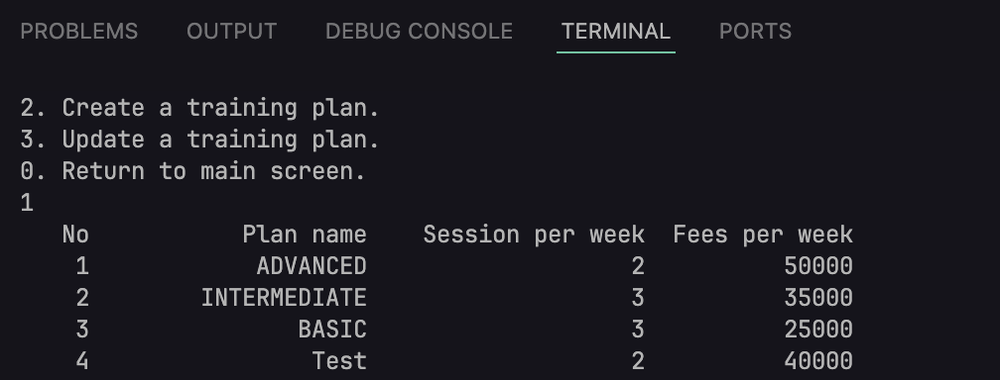 PROBLEMS OUTPUT DEBUG CONSOLE TERMINAL PORTS
2. Create a training plan.
3. Update a training plan.
0. Return to main screen.
1
No Plan name Session per week Fees per week
1 ADVANCED 2 50000
2 INTERMEDIATE 3 35000
3 BASIC 3 25000
4 Test 2 40000